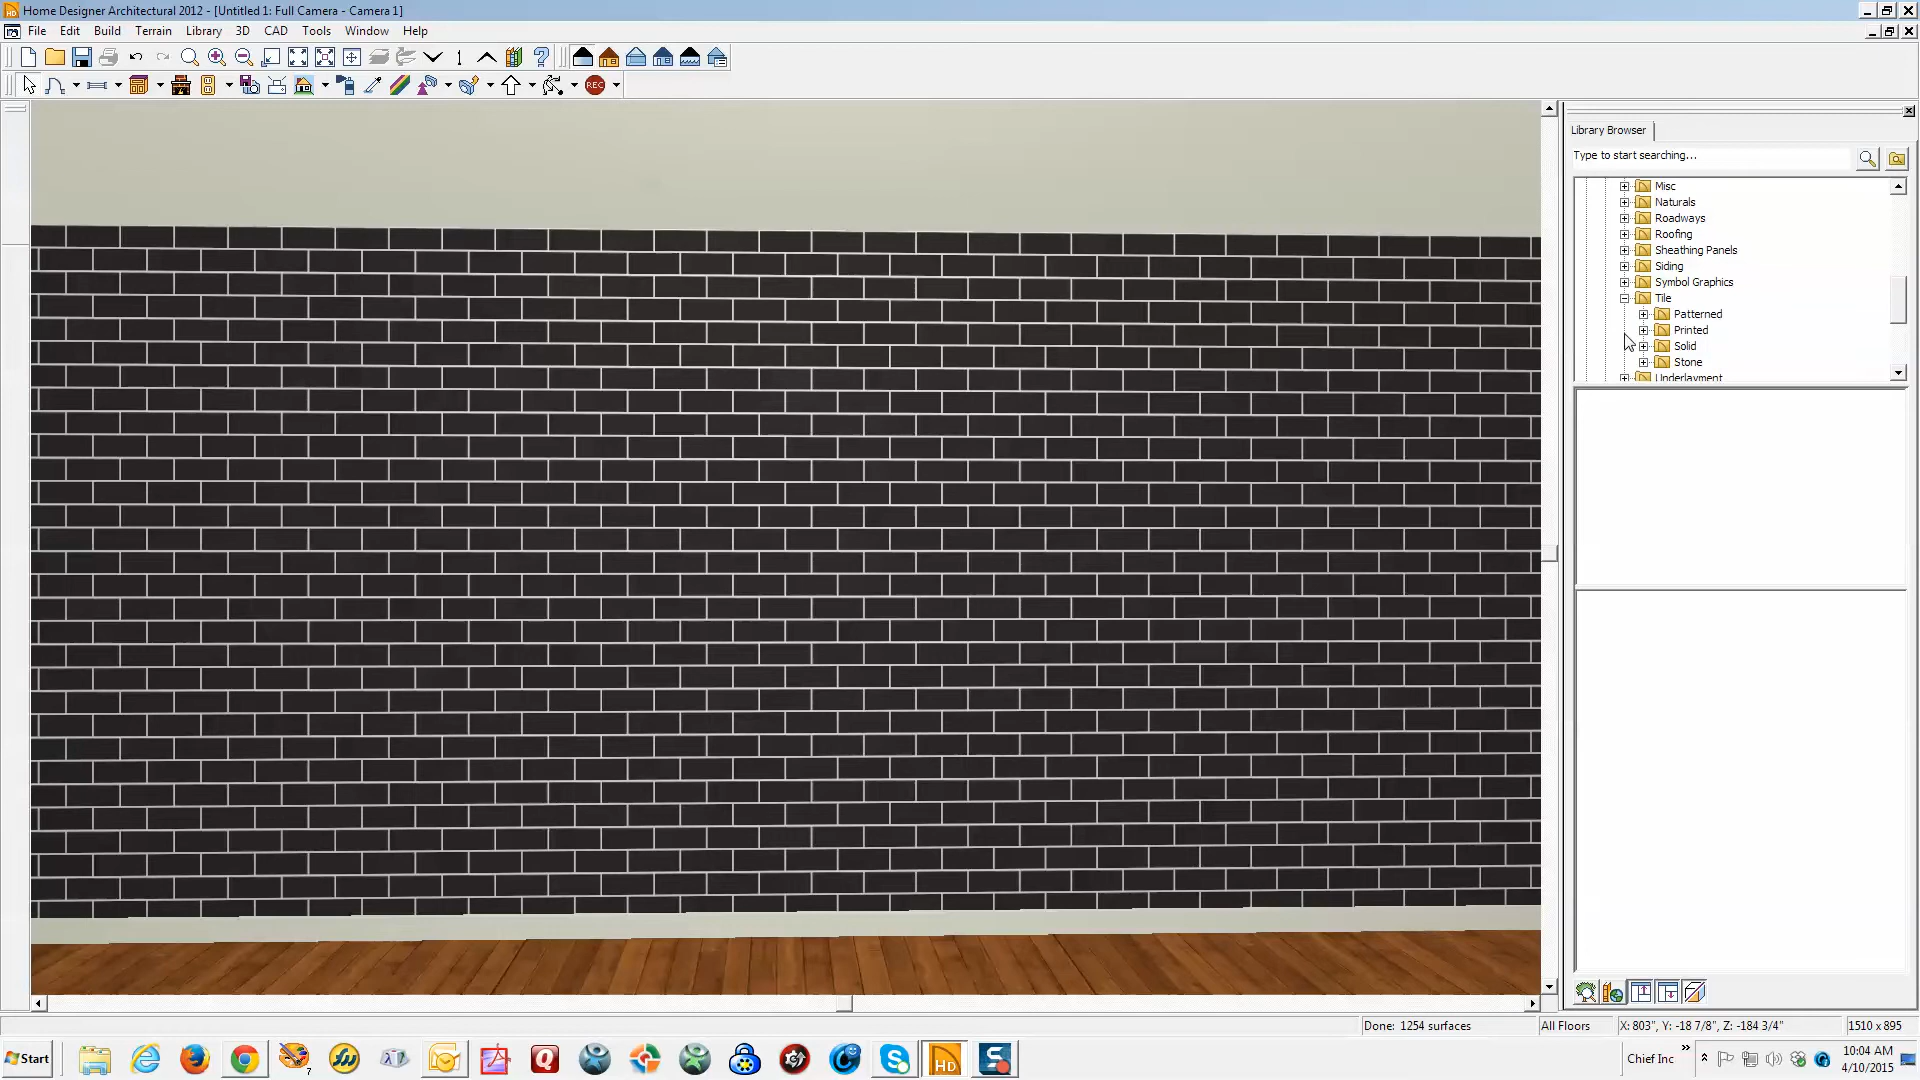 Home Designer Architectural 2012 - [Untitled 1: Full Camera - Camera 1]
File Edit Build Terrain Library 3D CAD Tools Window Help
REC
Library Browser
Type to start searching...
Misc
Naturals
Roadways
Roofing
Sheathing Panels
Siding
Symbol Graphics
Tile
Patterned
Printed
Solid
Stone
Underlayment
Done: 1254 surfaces All Floors X: 803", Y: -18 7/8", Z: -184 3/4" 1510 x 895
Start Chief Inc 10:04 AM
4/10/2015